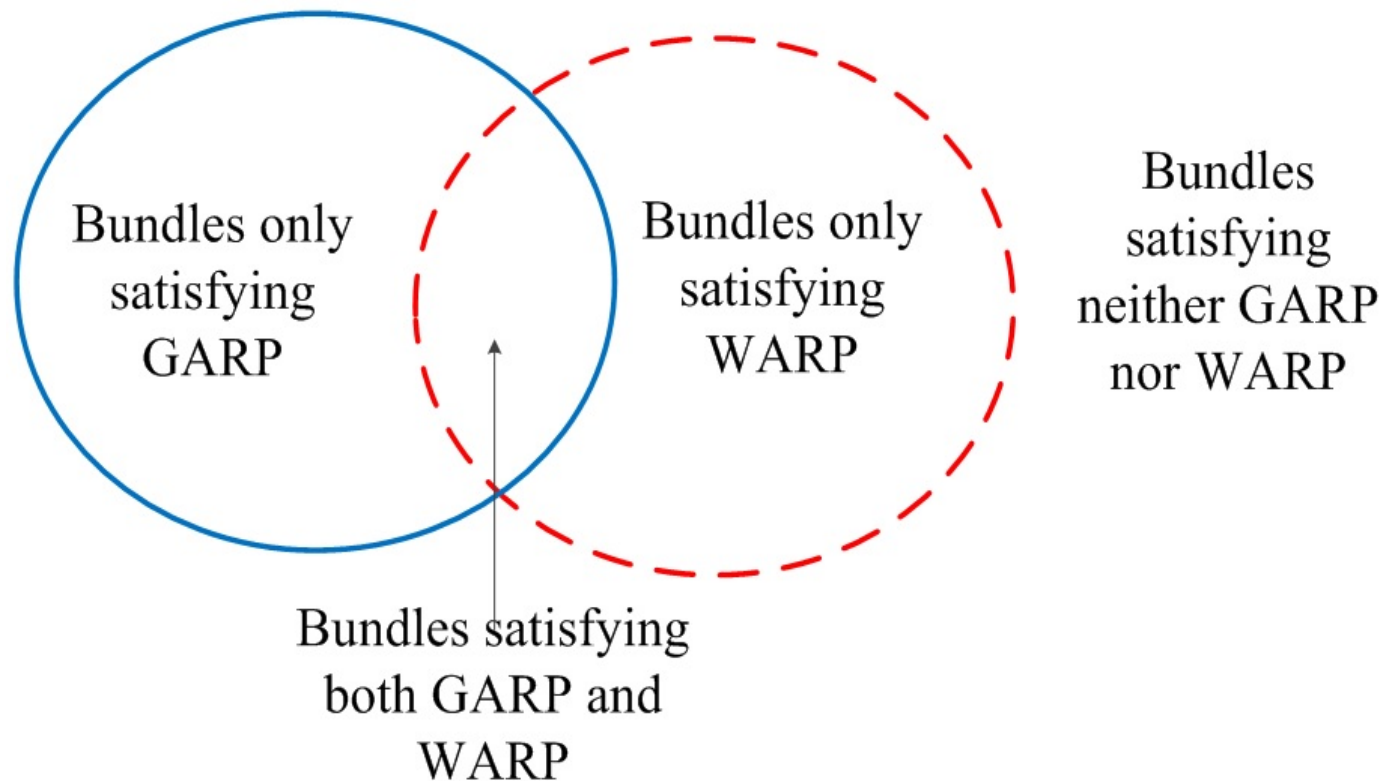 Bundles only
satisfying
GARP
Bundles only
satisfying
WARP
Bundles
satisfying
neither GARP
nor WARP
Bundles satisfying
both GARP and
WARP